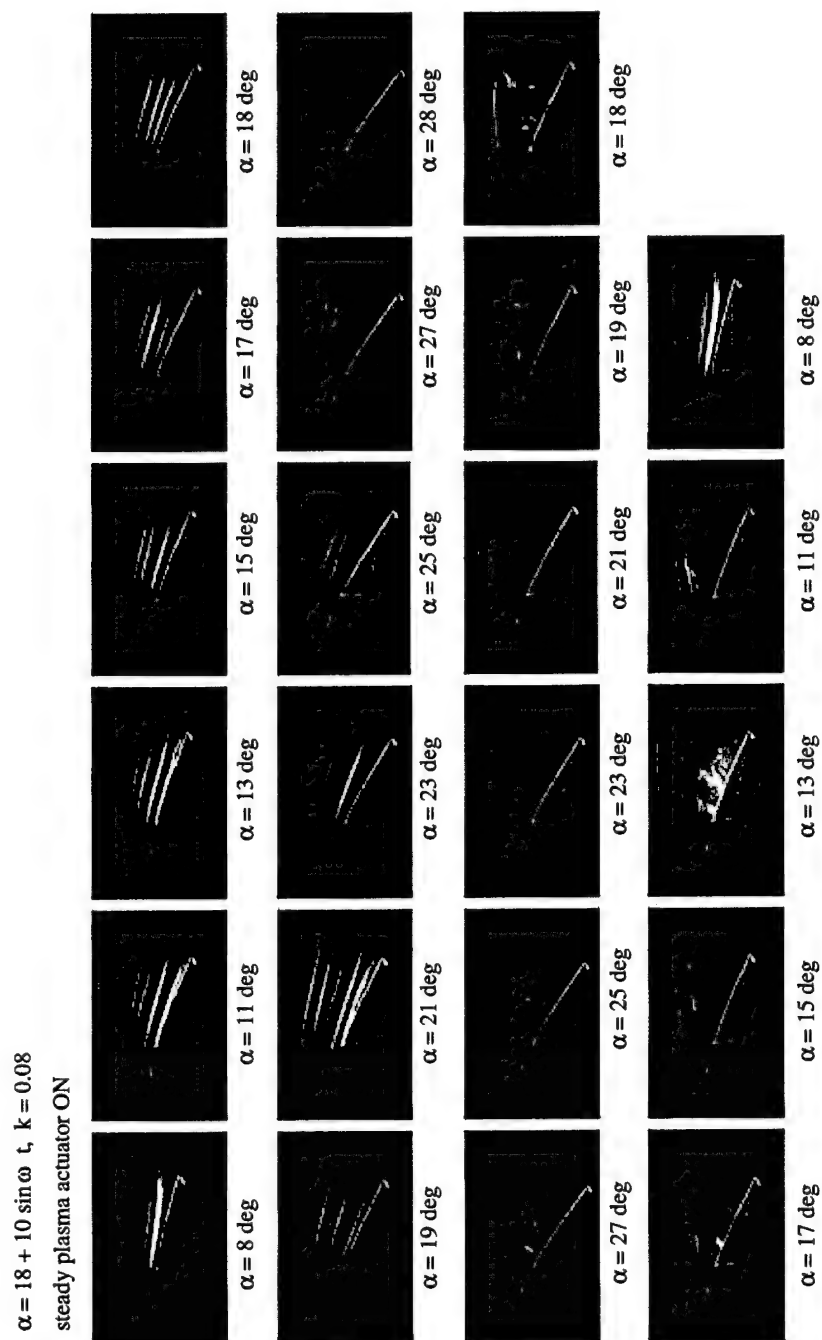 α = 18 + 10 sin ω t, k = 0.08
steady plasma actuator ON
α = 8 deg
α = 11 deg
α = 13 deg
α = 15 deg
α = 17 deg
α = 18 deg
α = 19 deg
α = 21 deg
α = 23 deg
α = 25 deg
α = 27 deg
α = 28 deg
α = 27 deg
α = 25 deg
α = 23 deg
α = 21 deg
α = 19 deg
α = 18 deg
α = 17 deg
α = 15 deg
α = 13 deg
α = 11 deg
α = 8 deg